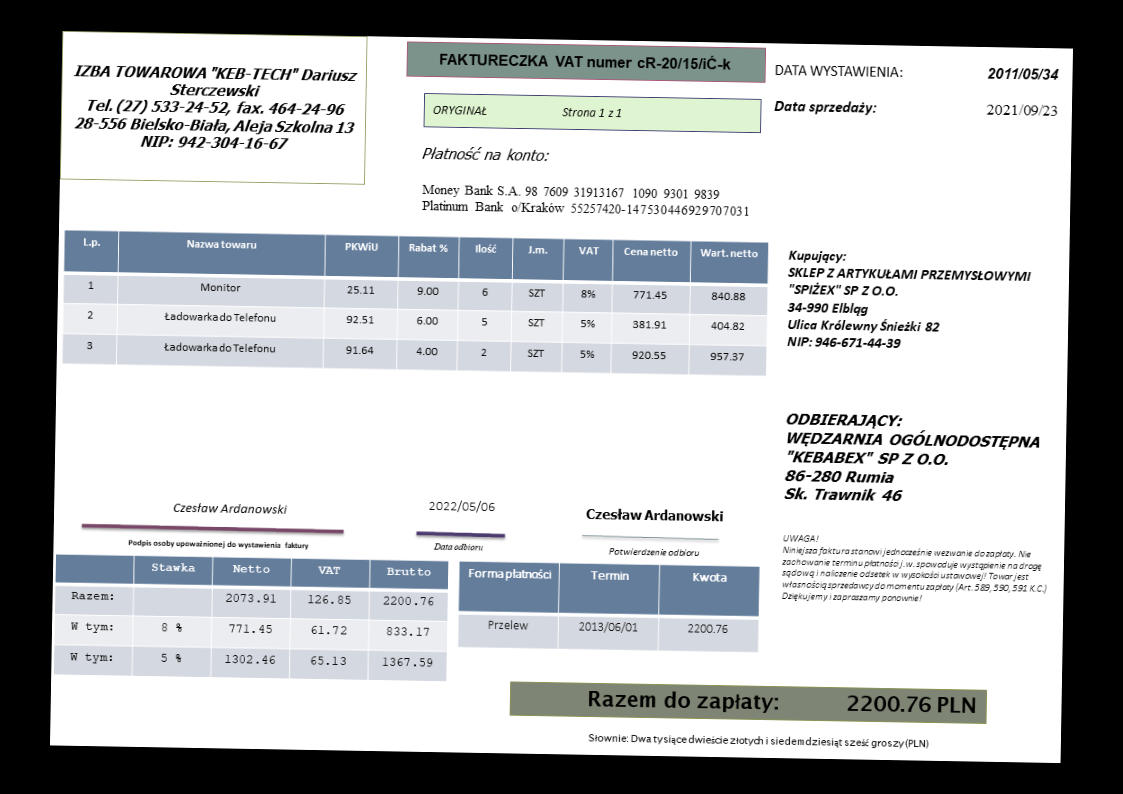 IZBA TOWAROWA "KEB-TECH" Dariusz
Sterczewski
Tel. (27) 533-24-52, fax. 464-24-96
28-556 Bielsko-Biała, Aleja Szkolna 13
NIP: 942-304-16-67
FAKTURECZKA VAT numer cR-20/15/iĆ-k
ORYGINAŁ Strona 1 z 1
DATA WYSTAWIENIA: 2011/05/34
Data sprzedaży: 2021/09/23
Płatność na konto:
Money Bank S.A. 98 7609 31913167 1090 9301 9839
Platinum Bank o/Kraków 55257420-147530446929707031
L.p. Nazwa towaru PKWiU Rabat % Ilość J.m. VAT Cena netto Wart. netto
1 Monitor 25.11 9.00 6 SZT 8% 771.45 840.88
2 Ładowarka do Telefonu 92.51 6.00 5 SZT 5% 381.91 404.82
3 Ładowarka do Telefonu 91.64 4.00 2 SZT 5% 920.55 957.37
Kupujący:
SKLEP Z ARTYKUŁAMI PRZEMYSŁOWYMI
"SPIŻEX" SP Z O.O.
34-990 Elbląg
Ulica Królewny Śnieżki 82
NIP: 946-671-44-39
ODBIERAJĄCY:
WĘDZARNIA OGÓLNODOSTĘPNA
"KEBABEX" SP Z O.O.
86-280 Rumia
Sk. Trawnik 46
Czesław Ardanowski
Podpis osoby upoważnionej do wystawienia faktury
2022/05/06
Data odbioru
Czesław Ardanowski
Potwierdzenie odbioru
UWAGA!
Niniejsza faktura stanowi jednocześnie wezwanie do zapłaty. Nie
zachowanie terminu płatności j.w. spowoduje wystąpienie na drogę
sądową i naliczenie odsetek w wysokości ustawowej! Towar jest
własnością sprzedawcy do momentu zapłaty (Art. 589, 590, 591 K.C.)
Dziękujemy i zapraszamy ponownie!
Stawka Netto VAT Brutto
Razem: 2073.91 126.85 2200.76
W tym: 8 % 771.45 61.72 833.17
W tym: 5 % 1302.46 65.13 1367.59
Forma płatności Termin Kwota
Przelew 2013/06/01 2200.76
Razem do zapłaty: 2200.76 PLN
Słownie: Dwa tysiące dwieście złotych i siedemdziesiąt sześć groszy (PLN)